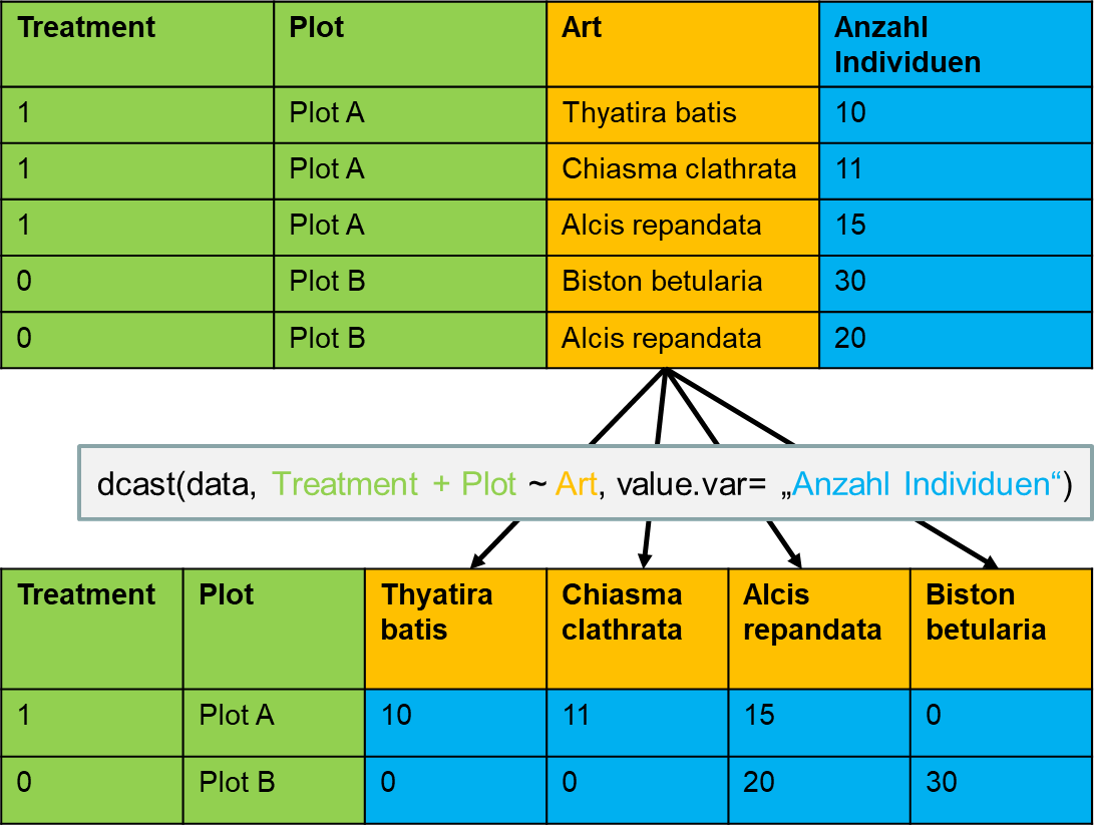 Treatment Plot Art Anzahl
Individuen
1 Plot A Thyatira batis 10
1 Plot A Chiasma clathrata 11
1 Plot A Alcis repandata 15
0 Plot B Biston betularia 30
0 Plot B Alcis repandata 20
dcast(data, Treatment + Plot ~ Art, value.var= „Anzahl Individuen“)
Treatment Plot Thyatira Chiasma Alcis Biston
batis clathrata repandata betularia
1 Plot A 10 11 15 0
0 Plot B 0 0 20 30